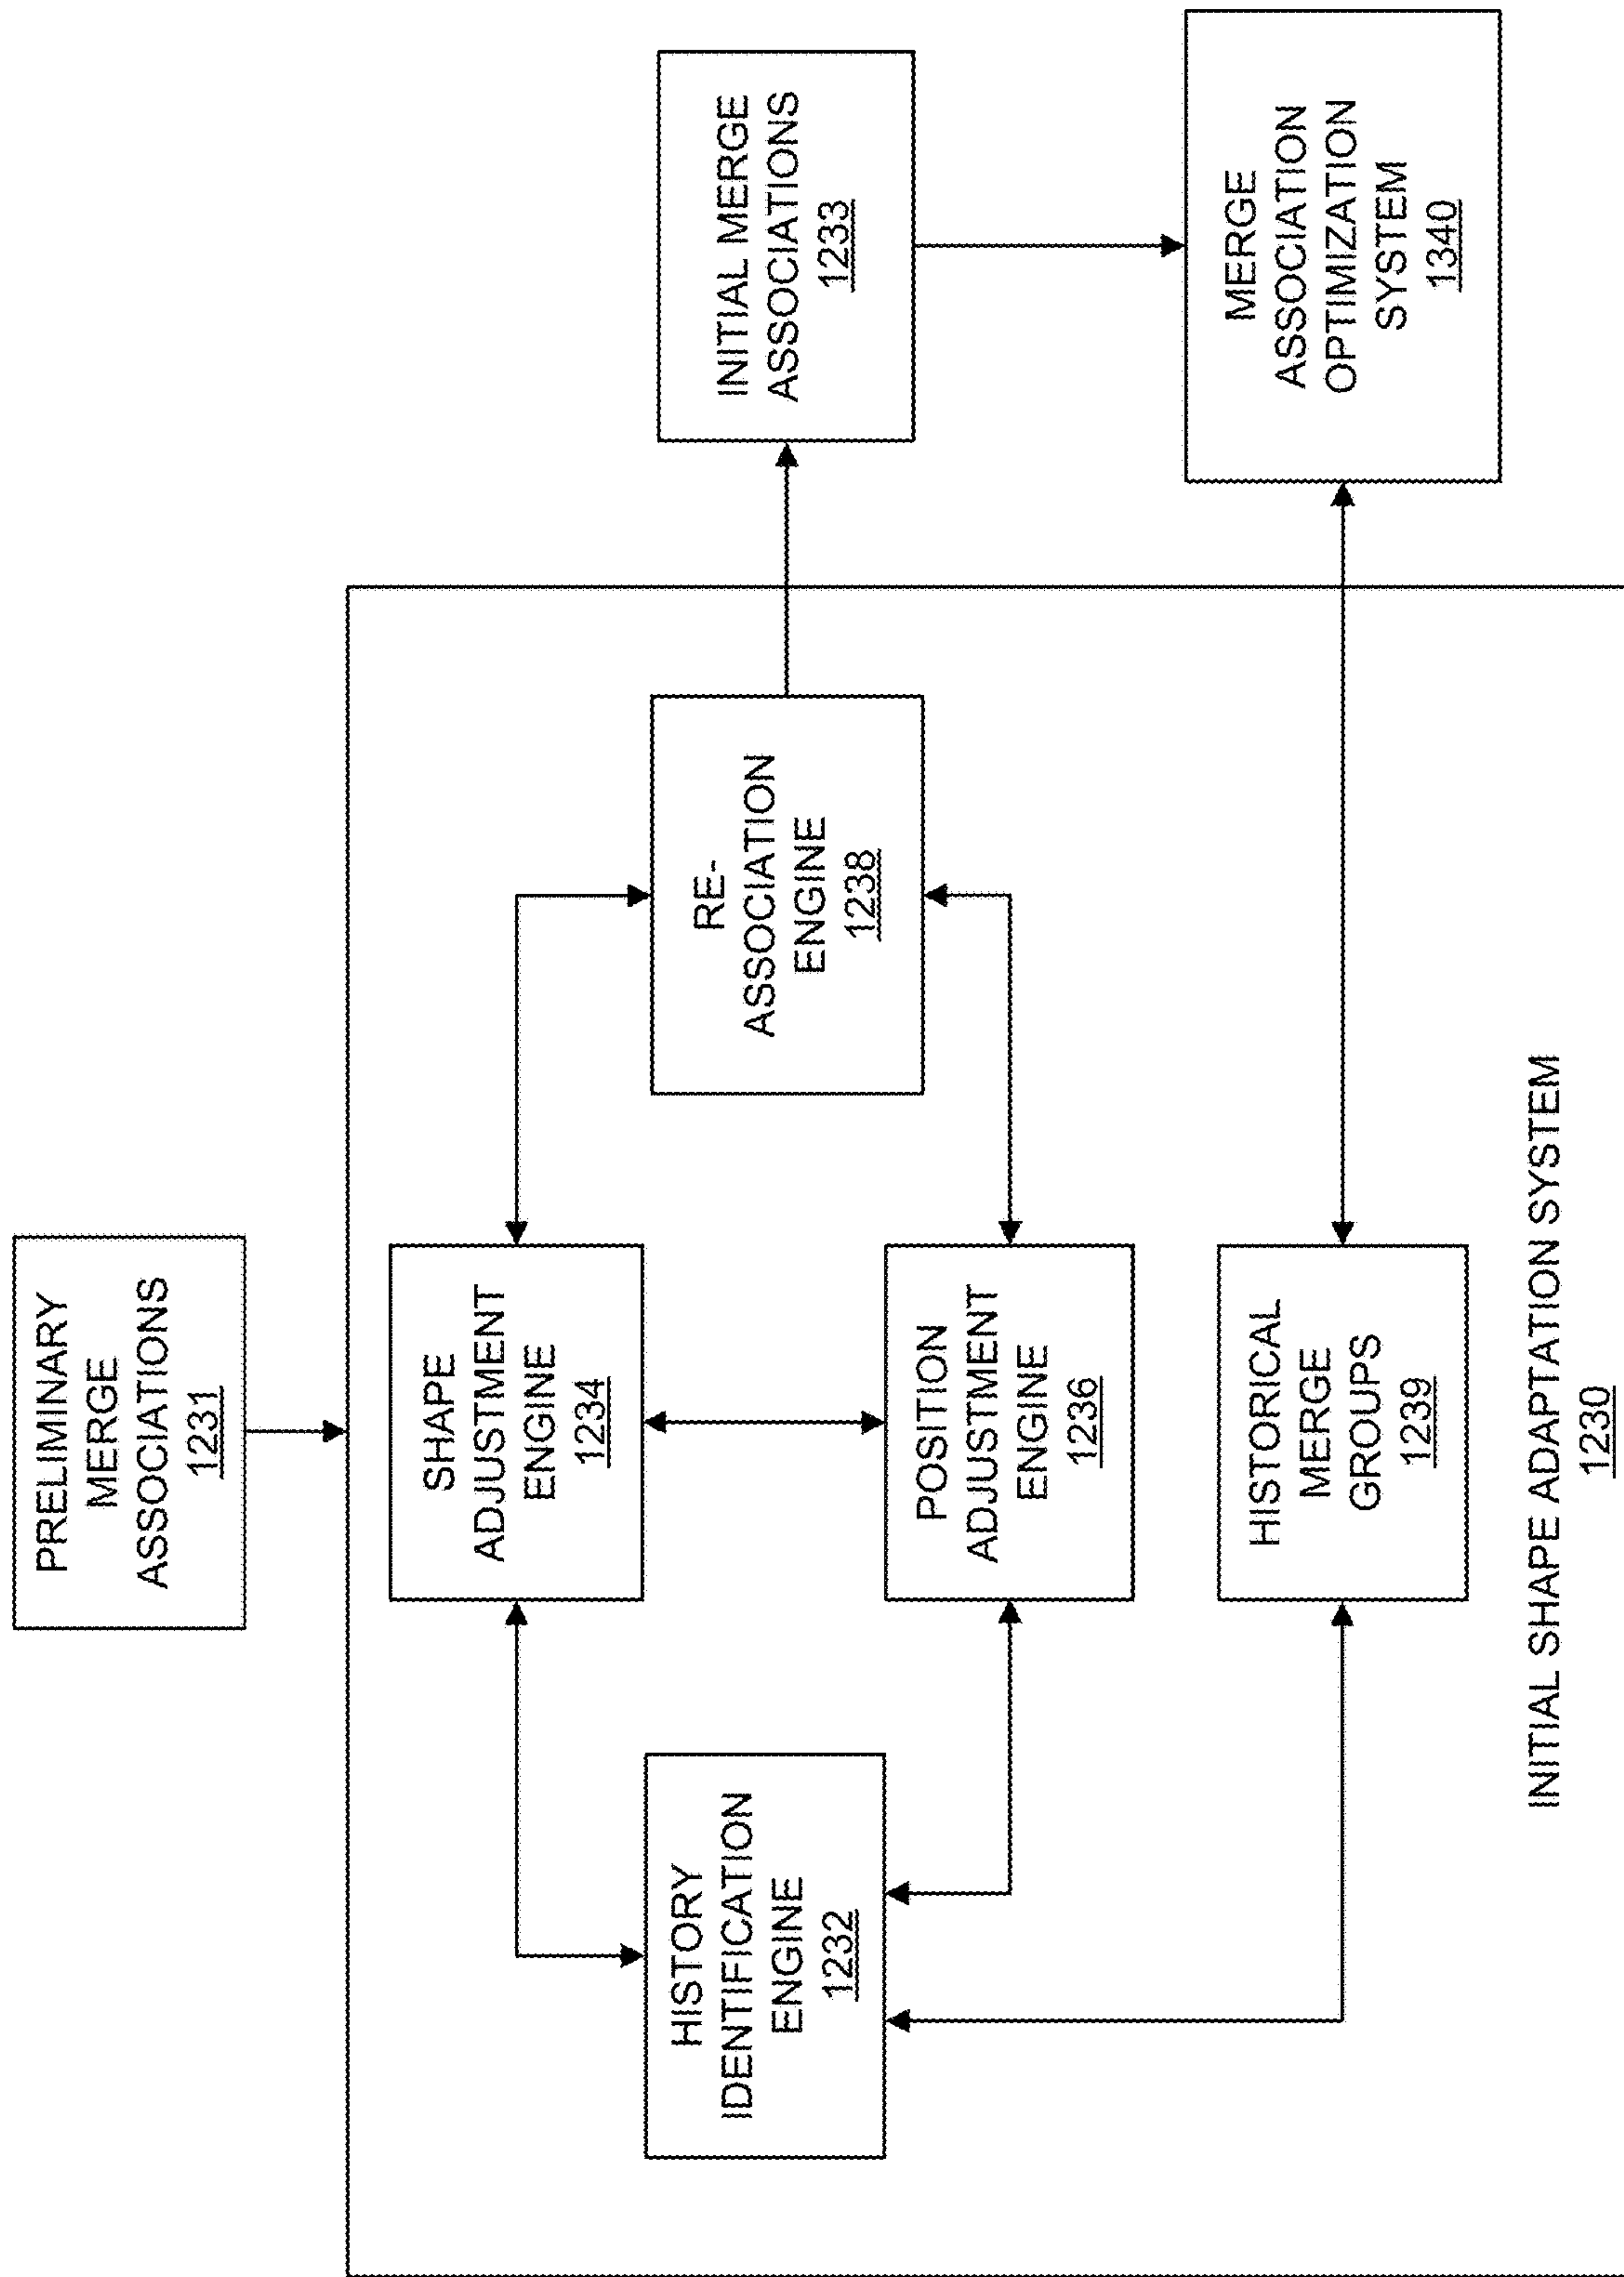 PRELIMINARY
MERGE
ASSOCIATIONS
1231
SHAPE
ADJUSTMENT
ENGINE
1234
HISTORY
IDENTIFICATION
ENGINE
1232
RE-
ASSOCIATION
ENGINE
1238
INITIAL MERGE
ASSOCIATIONS
1233
POSITION
ADJUSTMENT
ENGINE
1236
HISTORICAL
MERGE
GROUPS
1239
MERGE
ASSOCIATION
OPTIMIZATION
SYSTEM
1340
INITIAL SHAPE ADAPTATION SYSTEM
1230